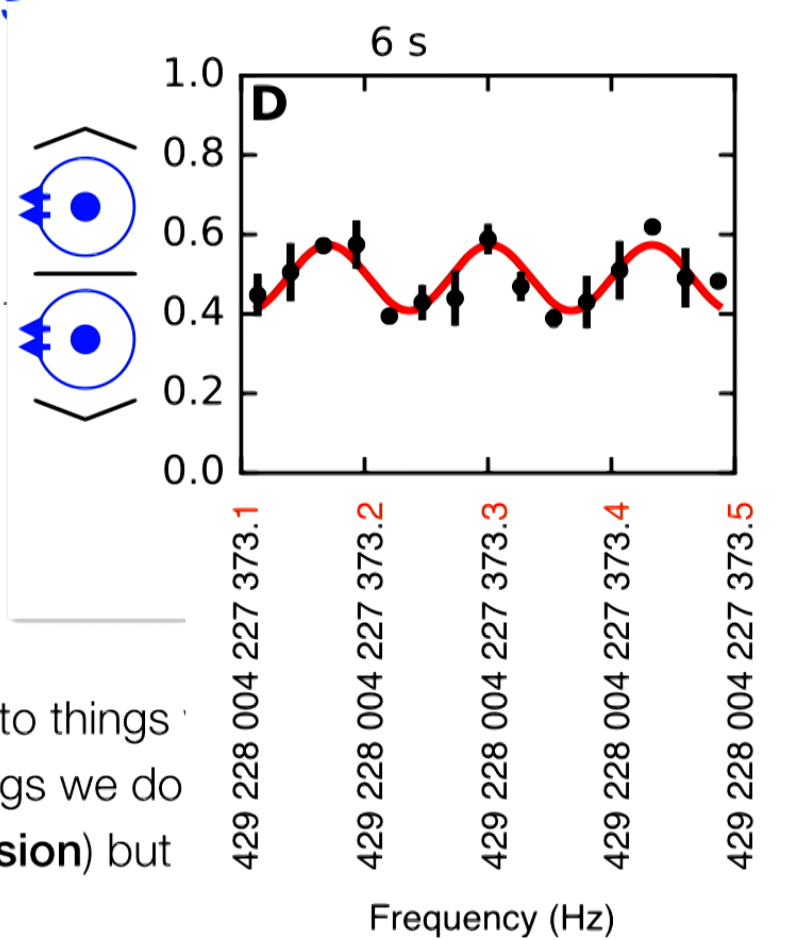 6 s
D
1.0
0.8
0.6
0.4
0.2
0.0
429 228 004 227 373.1
429 228 004 227 373.2
429 228 004 227 373.3
429 228 004 227 373.4
429 228 004 227 373.5
Frequency (Hz)
to things
gs we do
sion) but